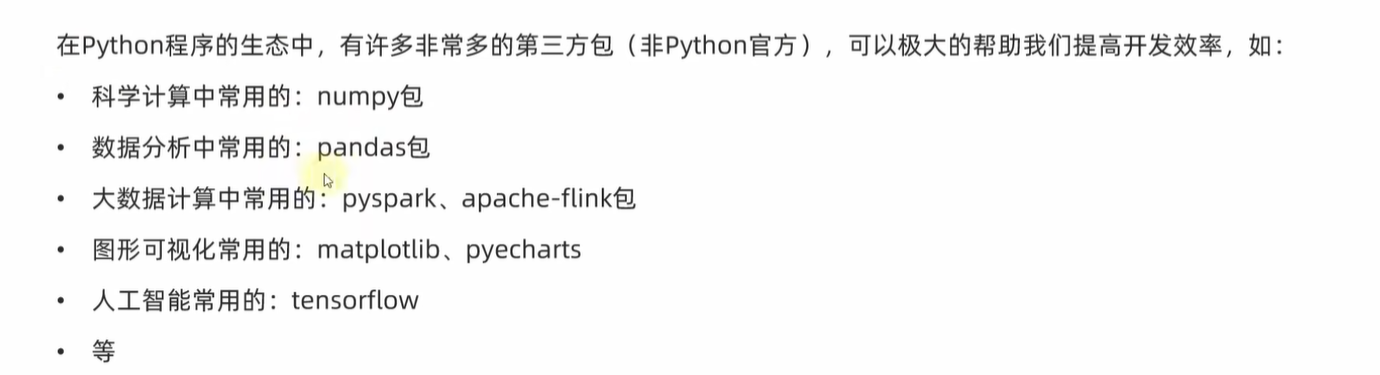 在Python程序的生态中，有许多非常多的第三方包（非Python官方），可以极大的帮助我们提高开发效率，如：
• 科学计算中常用的：numpy包
• 数据分析中常用的：pandas包
• 大数据计算中常用的：pyspark、apache-flink包
• 图形可视化常用的：matplotlib、pyecharts
• 人工智能常用的：tensorflow
• 等